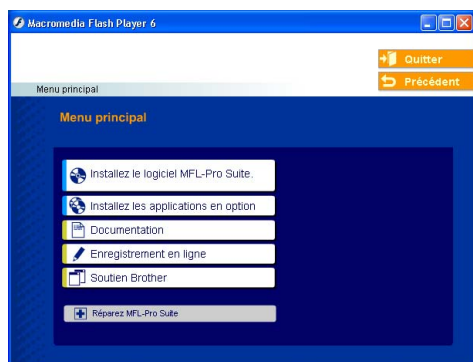 Macromedia Flash Player 6
Quitter
Précédent
Menu principal
Menu principal
Installez le logiciel MFL-Pro Suite.
Installez les applications en option
Documentation
Enregistrement en ligne
Soutien Brother
Réparez MFL-Pro Suite